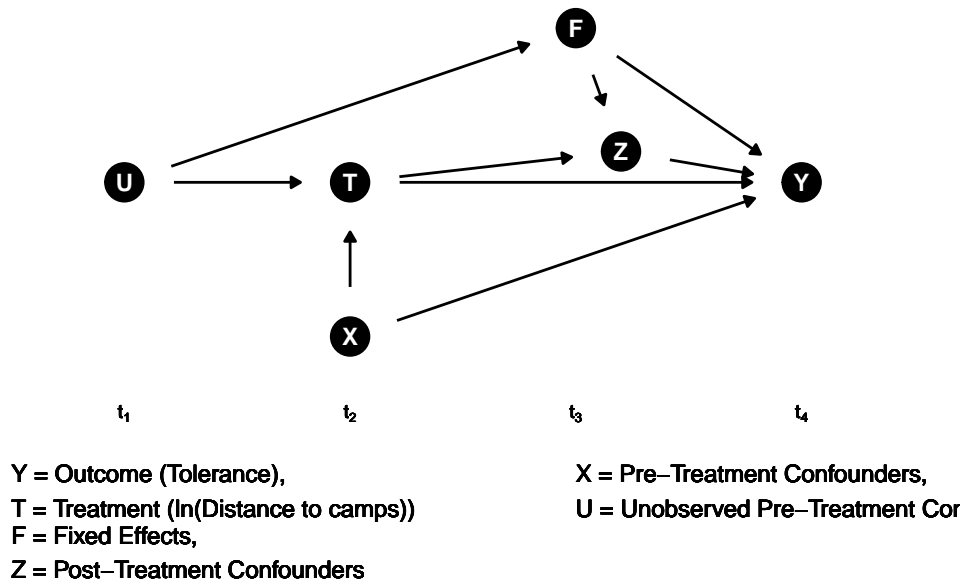 F
Z
U
T
Y
X
t1
t2
t3
t4
Y = Outcome (Tolerance),
T = Treatment (ln(Distance to camps))
F = Fixed Effects,
Z = Post−Treatment Confounders
X = Pre−Treatment Confounders,
U = Unobserved Pre−Treatment Cor